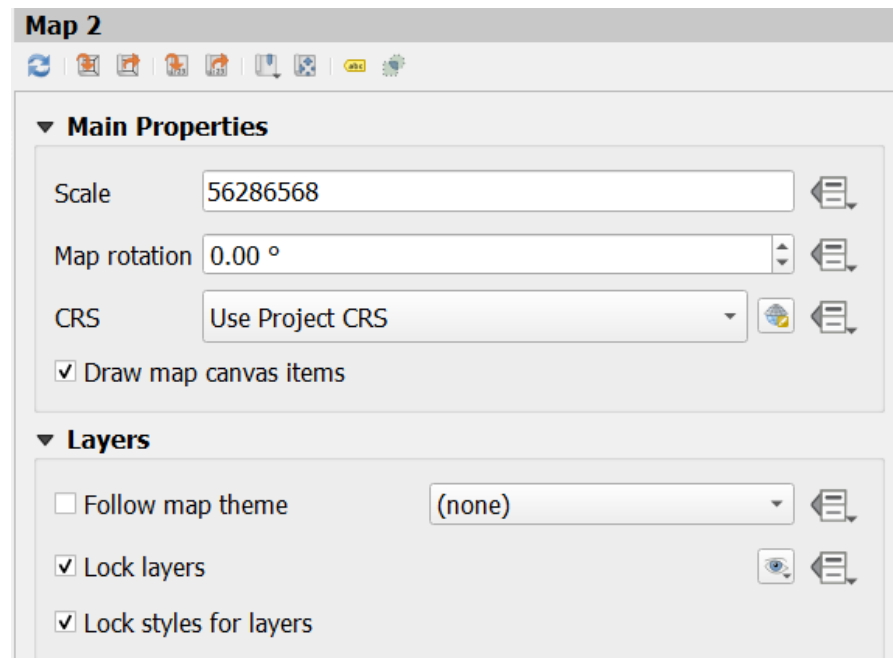 Map 2
Main Properties
Scale 56286568
Map rotation 0.00 °
CRS Use Project CRS
Draw map canvas items
Layers
Follow map theme (none)
Lock layers
Lock styles for layers